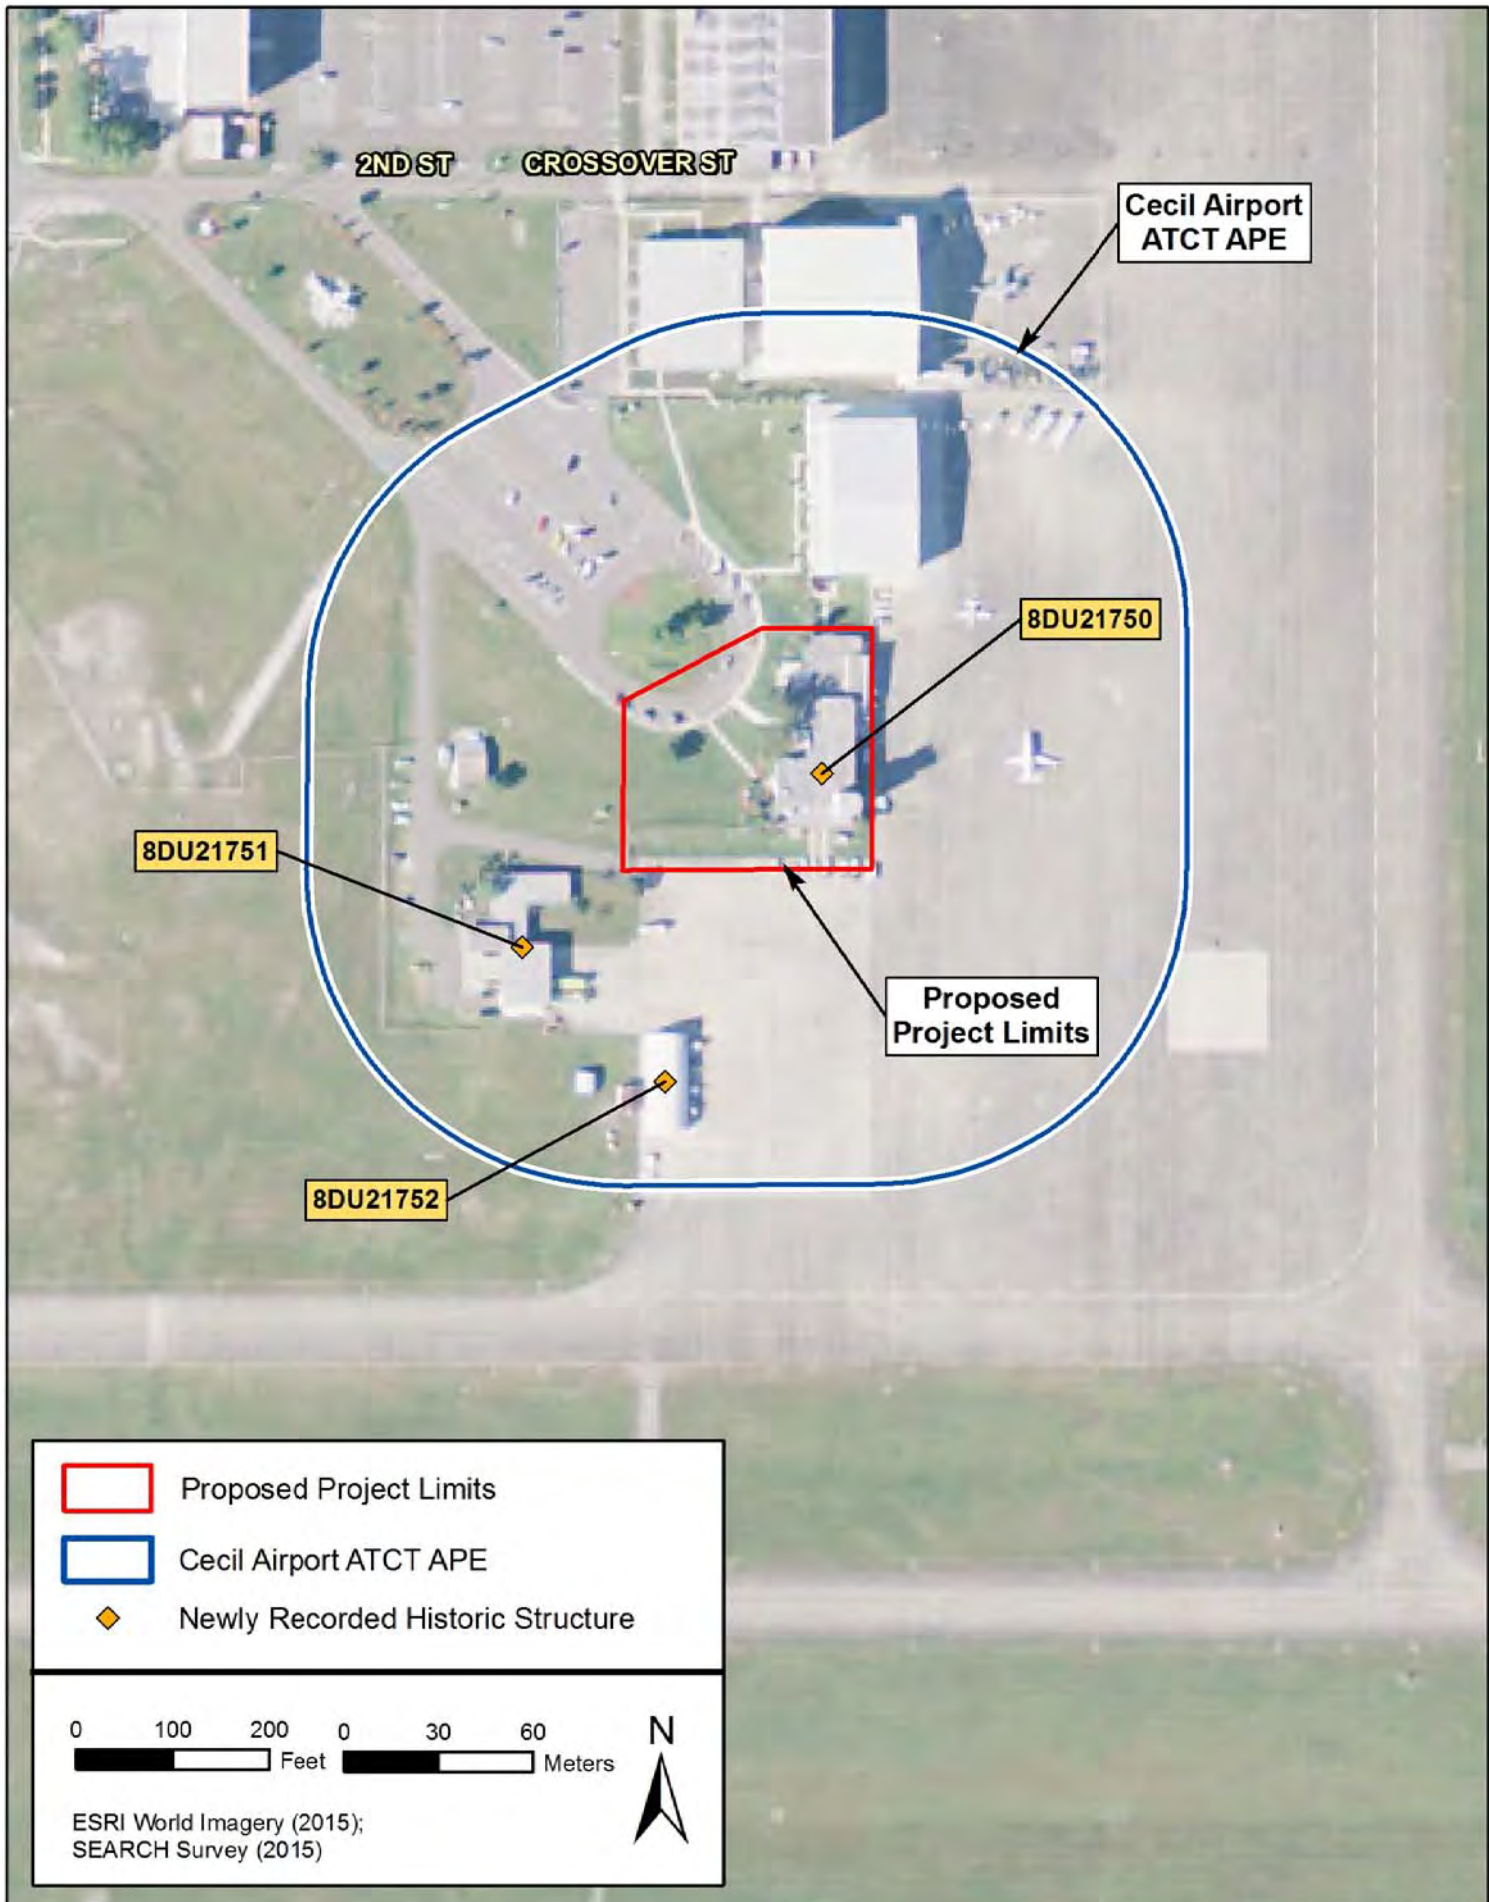 2ND ST
CROSSOVER ST
Cecil Airport
ATCT APE
8DU21750
8DU21751
Proposed
Project Limits
8DU21752
Proposed Project Limits
Cecil Airport ATCT APE
Newly Recorded Historic Structure
0 100 200
Feet
0 30 60
Meters
N
ESRI World Imagery (2015);
SEARCH Survey (2015)